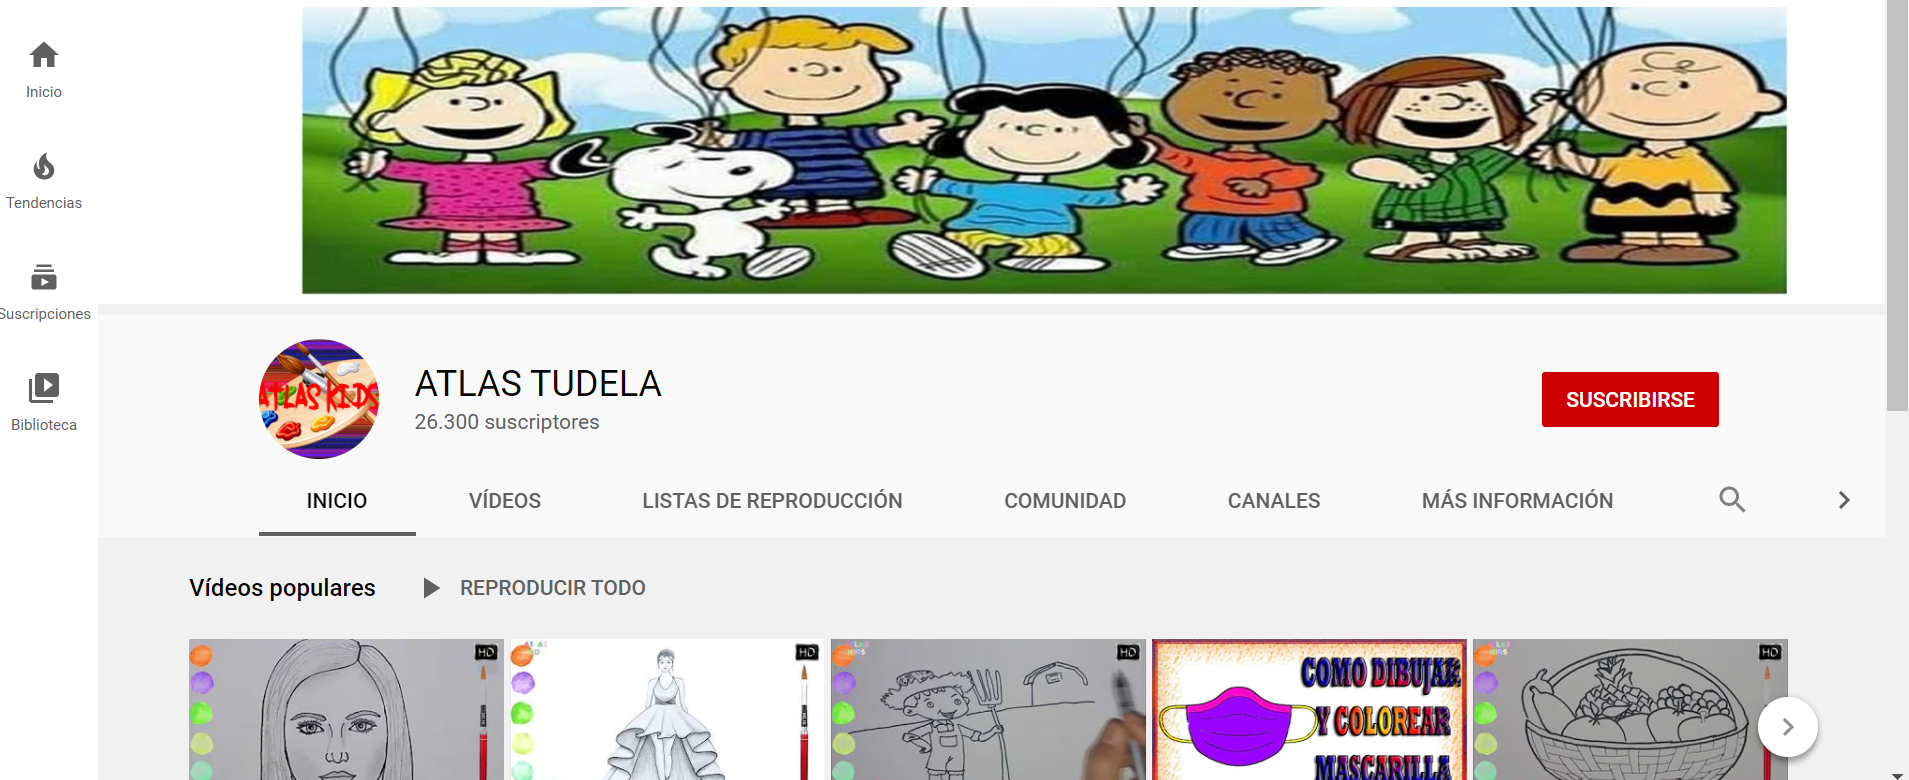 Inicio
Tendencias
Suscripciones
Biblioteca
ATLAS KIDS
ATLAS TUDELA
26.300 suscriptores
SUSCRIBIRSE
INICIO VÍDEOS LISTAS DE REPRODUCCIÓN COMUNIDAD CANALES MÁS INFORMACIÓN
Vídeos populares REPRODUCIR TODO
HD
HD
HD
COMO DIBUJAR
Y COLOREAR
MASCARILLA
HD